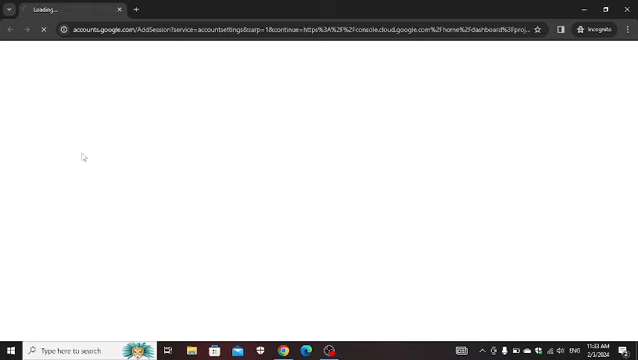 Loading...
accounts.google.com/AddSession?service=accountsettings&sarp=1&continue=https%3A%2F%2Fconsole.cloud.google.com%2Fhome%2Fdashboard%3Fproj...
Incognito
Type here to search
ENG
11:33 AM
2/3/2024